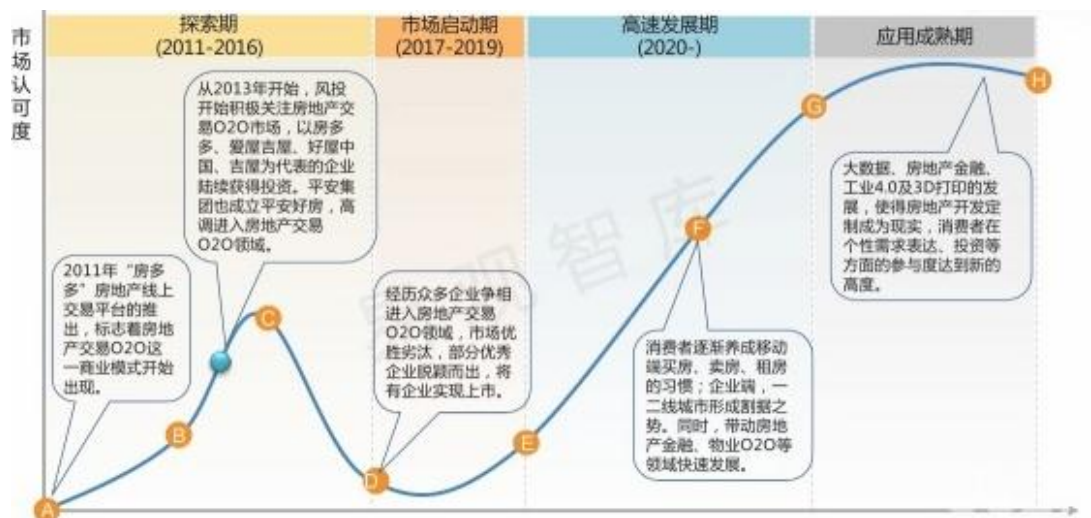 市
场
认
可
度
探索期
(2011-2016)
市场启动期
(2017-2019)
高速发展期
(2020-)
应用成熟期
从2013年开始，风投
开始积极关注房地产交
易O2O市场，以房多
多、爱屋吉屋、好屋中
国、吉屋为代表的企业
陆续获得投资。平安集
团也成立平安好房，高
调进入房地产交易
O2O领域。
2011年“房多
多”房地产线上
交易平台的推
出，标志着房地
产交易O2O这
一商业模式开始
出现。
经历众多企业争相
进入房地产交易
O2O领域，市场优
胜劣汰，部分优秀
企业脱颖而出，将
有企业实现上市。
消费者逐渐养成移动
端买房、卖房、租房
的习惯；企业端，一
二线城市形成割据之
势。同时，带动房地
产金融、物业O2O等
领域快速发展。
大数据、房地产金融、
工业4.0及3D打印的发
展，使得房地产开发定
制成为现实，消费者在
个性需求表达、投资等
方面的参与度达到新的
高度。
A
B
C
D
E
F
G
H
观智库